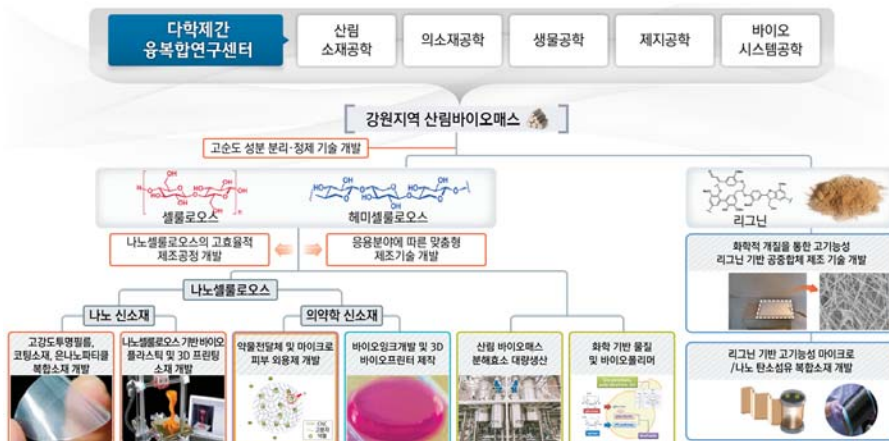 다학제간
융복합연구센터
산림
소재공학
의소재공학
생물공학
제지공학
바이오
시스템공학
강원지역 산림바이오매스
고순도 성분 분리·정제 기술 개발
셀룰로오스
헤미셀룰로오스
리그닌
나노셀룰로오스의 고효율적
제조공정 개발
응용분야에 따른 맞춤형
제조기술 개발
화학적 개질을 통한 고기능성
리그닌 기반 공중합체 제조 기술 개발
나노셀룰로오스
나노 신소재
의약학 신소재
고강도투명필름,
코팅소재, 은나노파티클
복합소재 개발
나노셀룰로오스 기반 바이오
플라스틱 및 3D 프린팅
소재 개발
약물전달체 및 마이크로
피부 외용제 개발
CNC
고분자
약물
바이오잉크개발 및 3D
바이오프린터 제작
산림 바이오매스
분해효소 대량생산
화학 기반 물질
및 바이오폴리머
리그닌 기반 고기능성 마이크로
/나노 탄소섬유 복합소재 개발